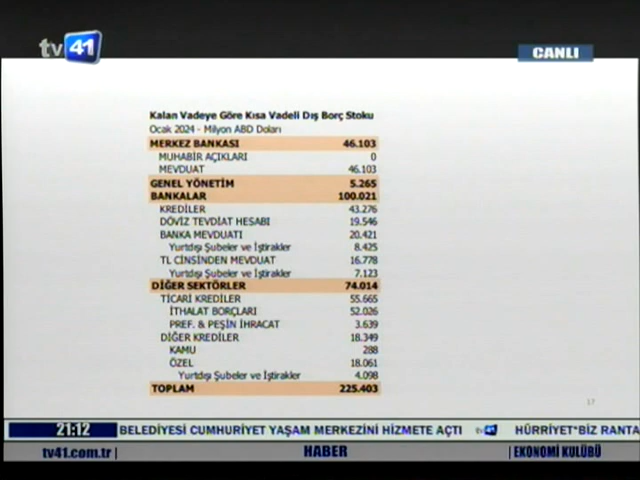 tv41
CANLI
Kalan Vadeye Göre Kısa Vadeli Dış Borç Stoku
Ocak 2024 - Milyon ABD Doları
MERKEZ BANKASI 46.103
MUHABİR AÇIKLARI 0
MEVDUAT 46.103
GENEL YÖNETİM 5.265
BANKALAR 100.021
KREDİLER 43.276
DÖVİZ TEVDİAT HESABI 19.546
BANKA MEVDUATI 20.421
Yurtdışı Şubeler ve İştirakler 8.425
TL CİNSİNDEN MEVDUAT 16.778
Yurtdışı Şubeler ve İştirakler 7.123
DİĞER SEKTÖRLER 74.014
TİCARİ KREDİLER 55.665
İTHALAT BORÇLARI 52.026
PREF. & PEŞİN İHRACAT 3.639
DİĞER KREDİLER 18.349
KAMU 288
ÖZEL 18.061
Yurtdışı Şubeler ve İştirakler 4.098
TOPLAM 225.403
17
21:12 BELEDİYESİ CUMHURİYET YAŞAM MERKEZİNİ HİZMETE AÇTI tv41 HÜRRİYET"BİZ RANTA
tv41.com.tr | HABER | EKONOMİ KULÜBÜ